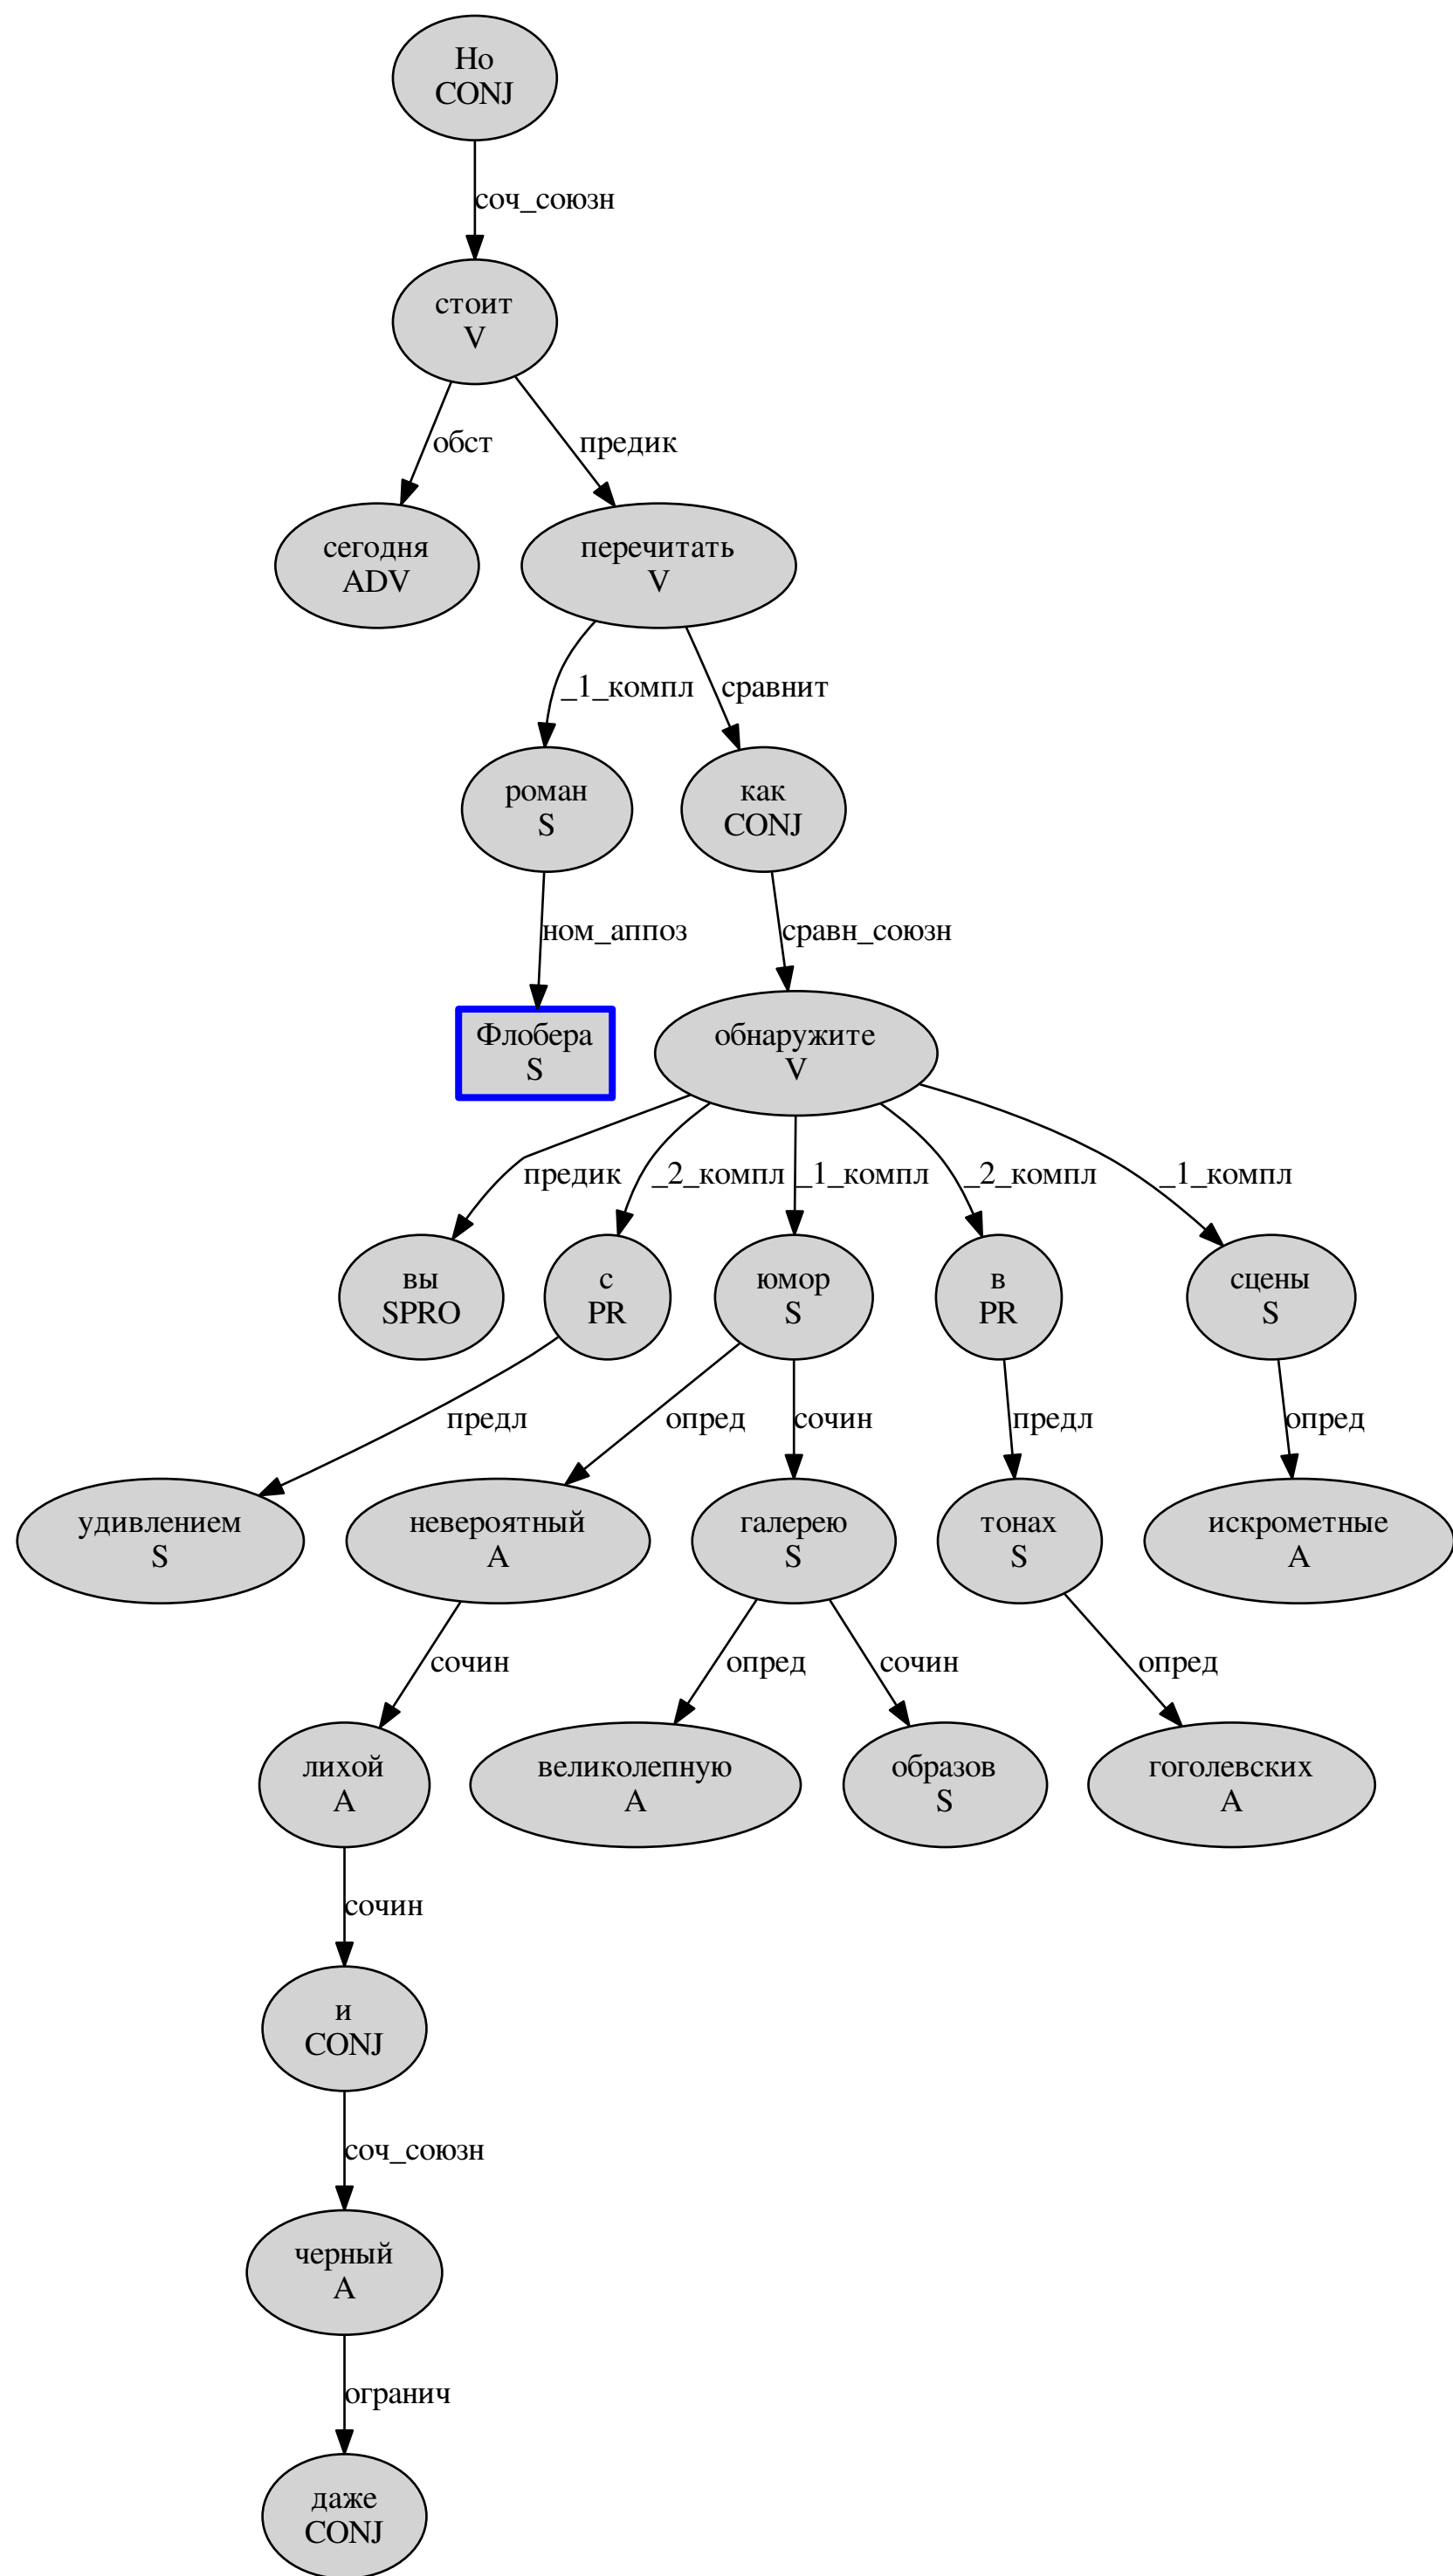 Но
CONJ
соч_союзн
стоит
V
обст
предик
сегодня
ADV
перечитать
V
_1_компл
сравнит
роман
S
как
CONJ
ном_аппоз
сравн_союзн
Флобера
S
обнаружите
V
предик
_2_компл
_1_компл
_2_компл
_1_компл
вы
SPRO
с
PR
юмор
S
в
PR
сцены
S
предл
опред
сочин
предл
опред
удивлением
S
невероятный
A
галерею
S
тонах
S
искрометные
A
сочин
опред
сочин
опред
лихой
A
великолепную
A
образов
S
гоголевских
A
сочин
и
CONJ
соч_союзн
черный
A
огранич
даже
CONJ